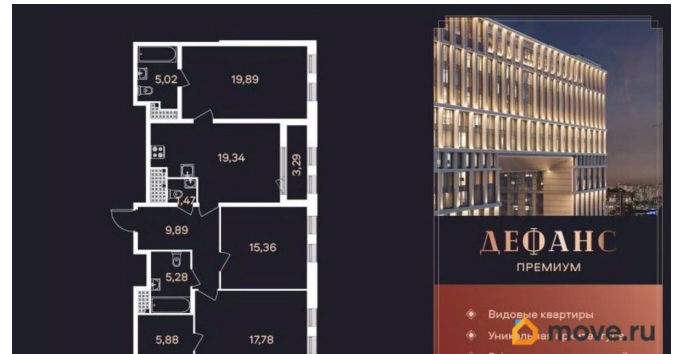 5,02
19,89
19,34
3,29
1,47
9,89
15,36
5,28
5,88
17,78
ДЕФАНС
ПРЕМИУМ
Видовые квартиры
move.ru